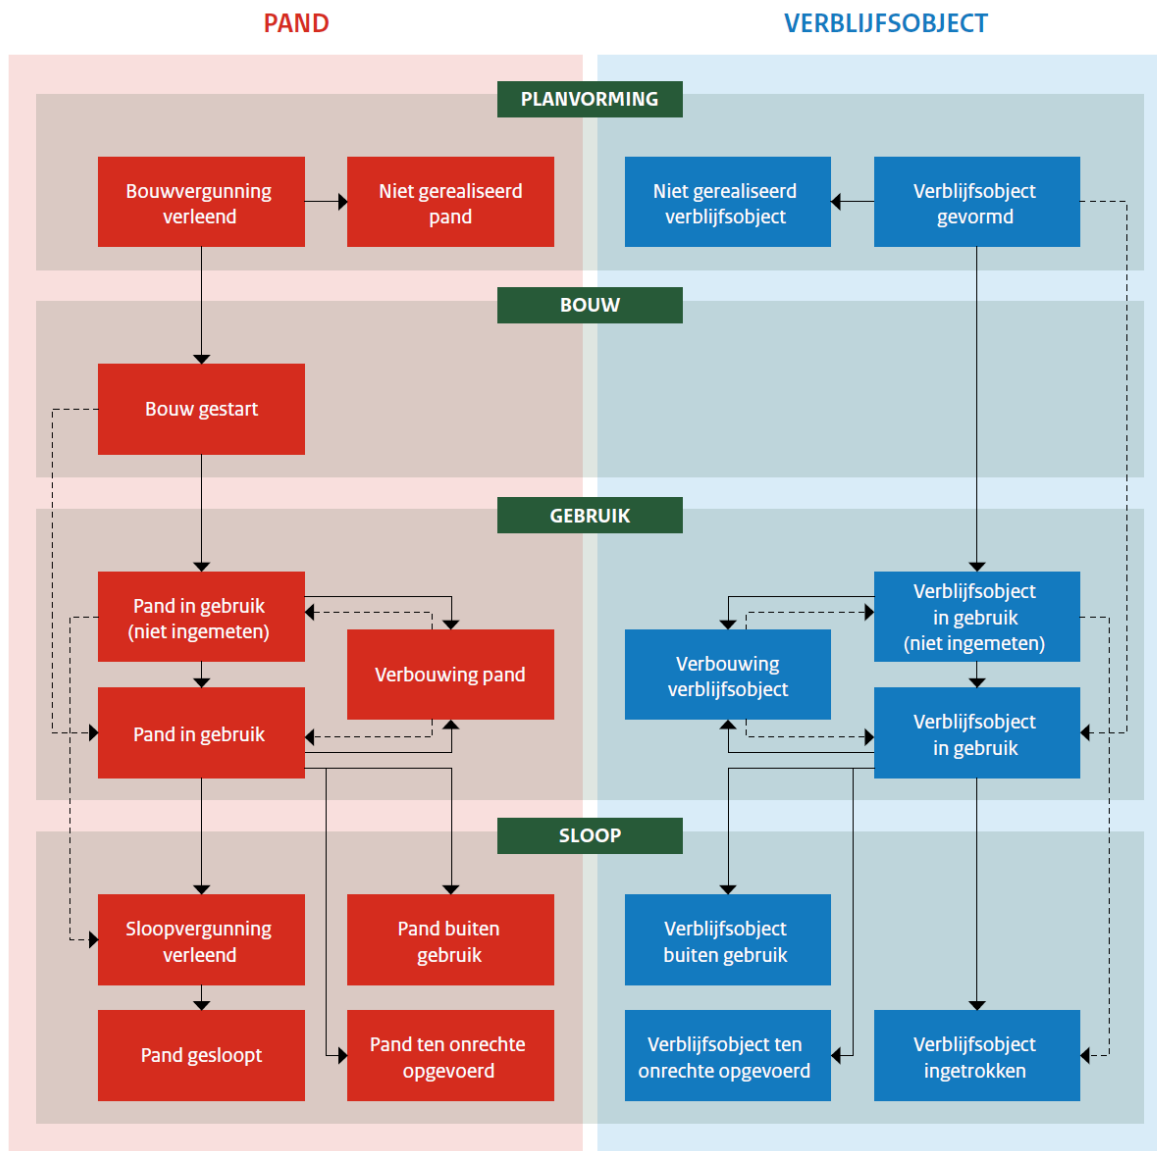 PAND
VERBLIJFSOBJECT
PLANVORMING
Bouwvergunning
verleend
Niet gerealiseerd
pand
Niet gerealiseerd
verblijfsobject
Verblijfsobject
gevormd
BOUW
Bouw gestart
GEBRUIK
Pand in gebruik
(niet ingemeten)
Verbouwing pand
Pand in gebruik
Verbouwing
verblijfsobject
Verblijfsobject
in gebruik
(niet ingemeten)
Verblijfsobject
in gebruik
SLOOP
Sloopvergunning
verleend
Pand buiten
gebruik
Verblijfsobject
buiten gebruik
Pand gesloopt
Pand ten onrechte
opgevoerd
Verblijfsobject ten
onrechte opgevoerd
Verblijfsobject
ingetrokken